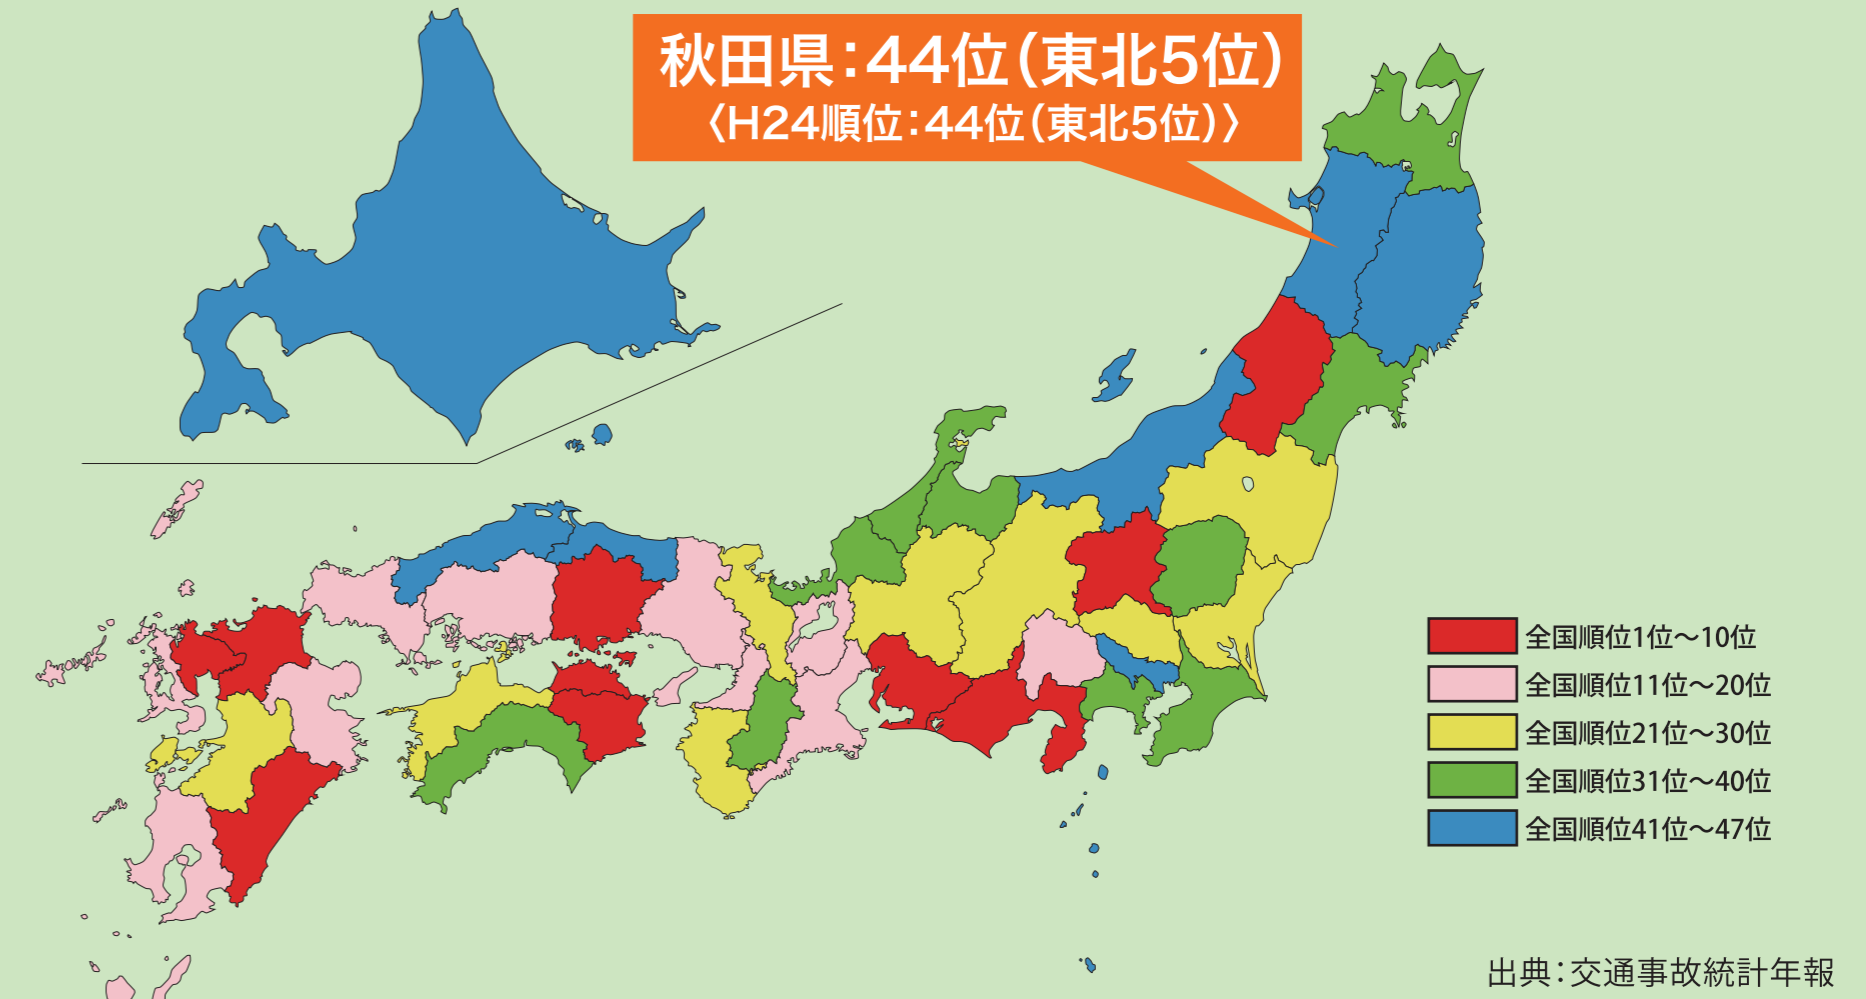 秋田県：44位（東北5位）
〈H24順位：44位（東北5位）〉
全国順位1位〜10位
全国順位11位〜20位
全国順位21位〜30位
全国順位31位〜40位
全国順位41位〜47位
出典：交通事故統計年報